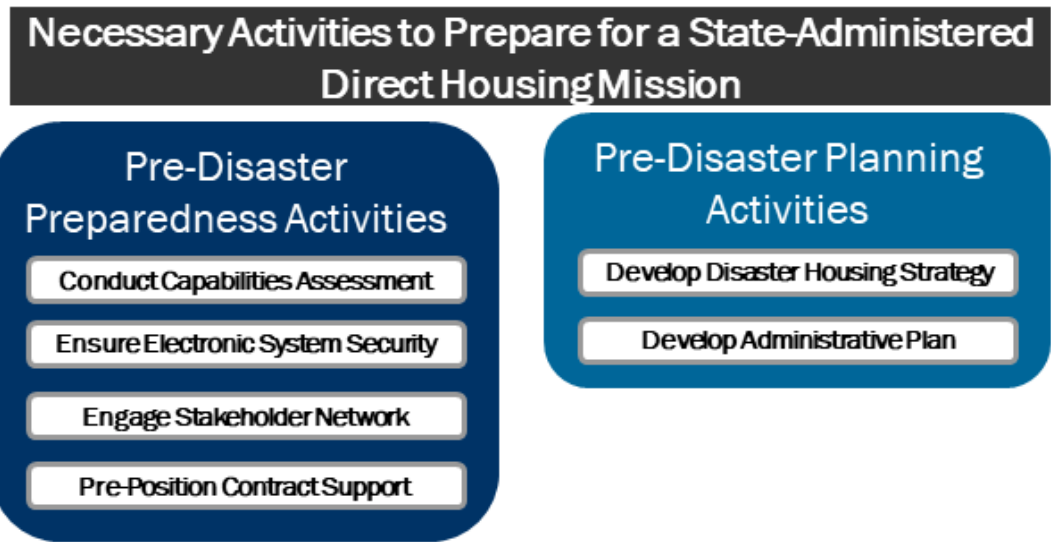 Necessary Activities to Prepare for a State-Administered
Direct Housing Mission
Pre-Disaster
Preparedness Activities
Conduct Capabilities Assessment
Ensure Electronic System Security
Engage Stakeholder Network
Pre-Position Contract Support
Pre-Disaster Planning
Activities
Develop Disaster Housing Strategy
Develop Administrative Plan